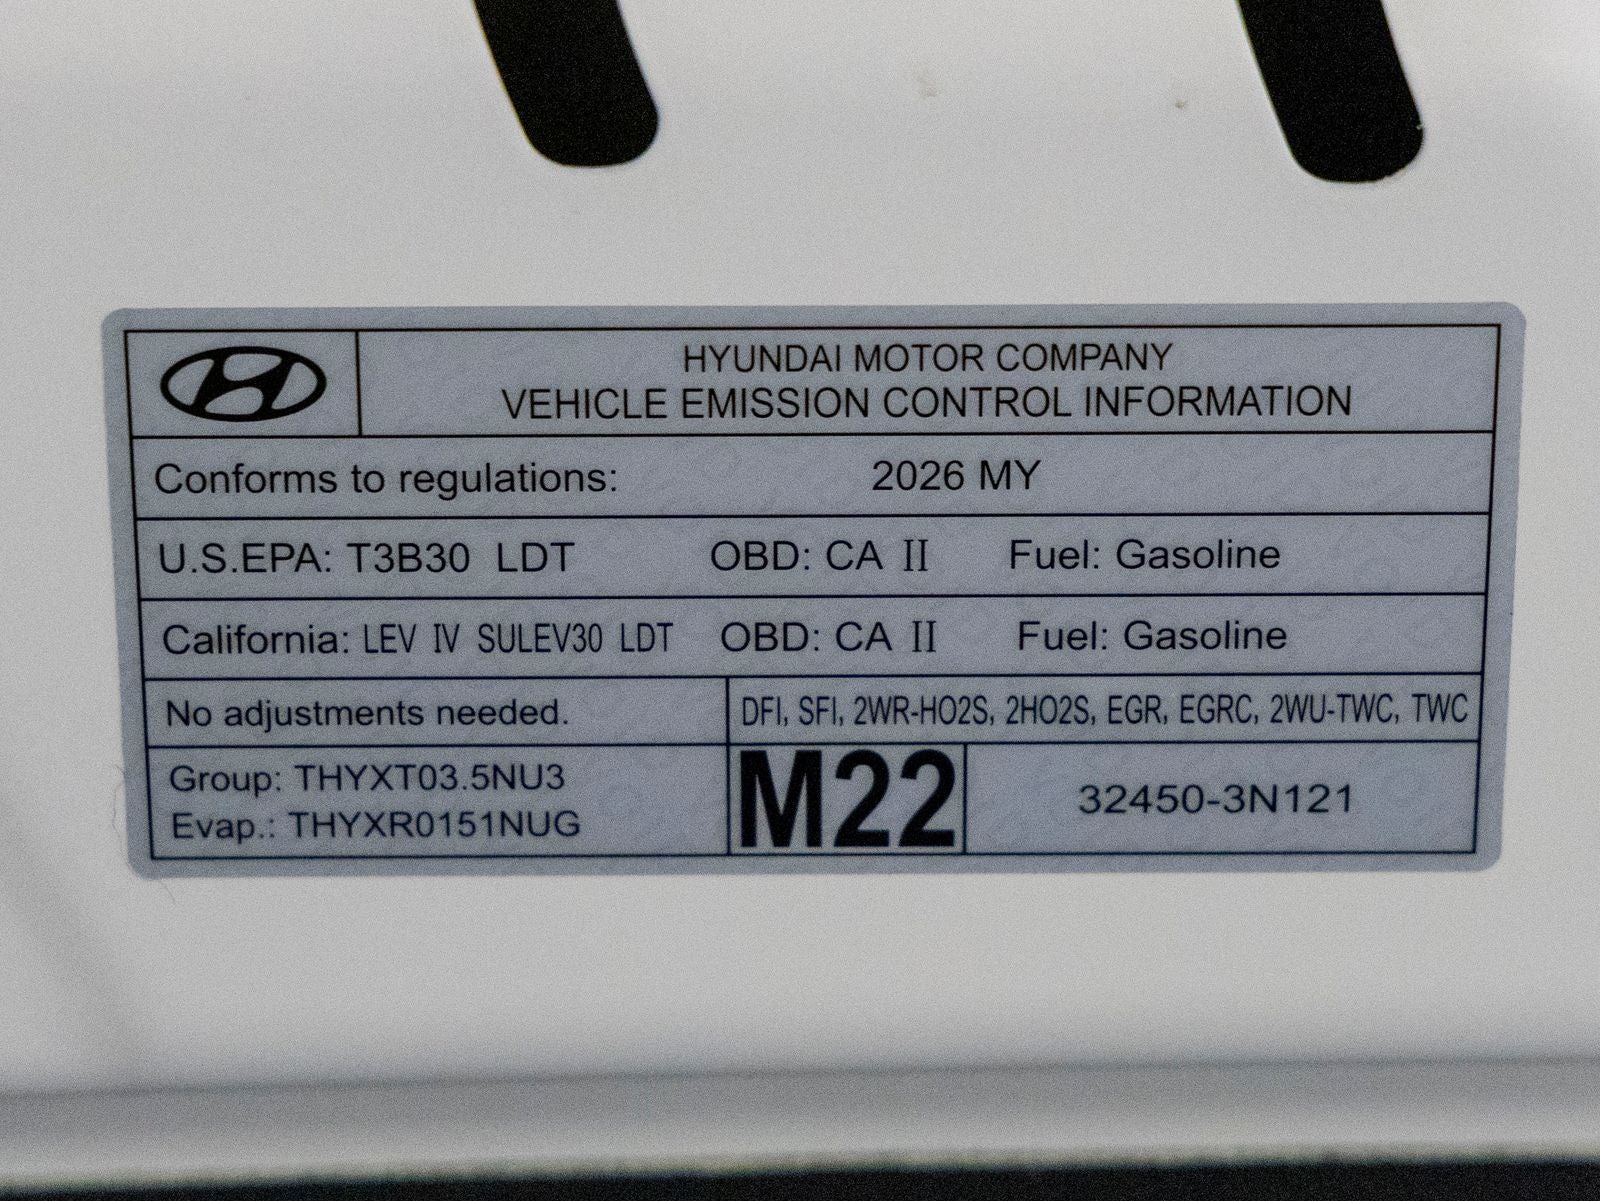 HYUNDAI MOTOR COMPANY
VEHICLE EMISSION CONTROL INFORMATION
Conforms to regulations: 2026 MY
U.S.EPA: T3B30 LDT OBD: CA II Fuel: Gasoline
California: LEV IV SULEV30 LDT OBD: CA II Fuel: Gasoline
No adjustments needed. DFI, SFI, 2WR-HO2S, 2HO2S, EGR, EGRC, 2WU-TWC, TWC
Group: THYXT03.5NU3
Evap.: THYXR0151NUG
M22
32450-3N121